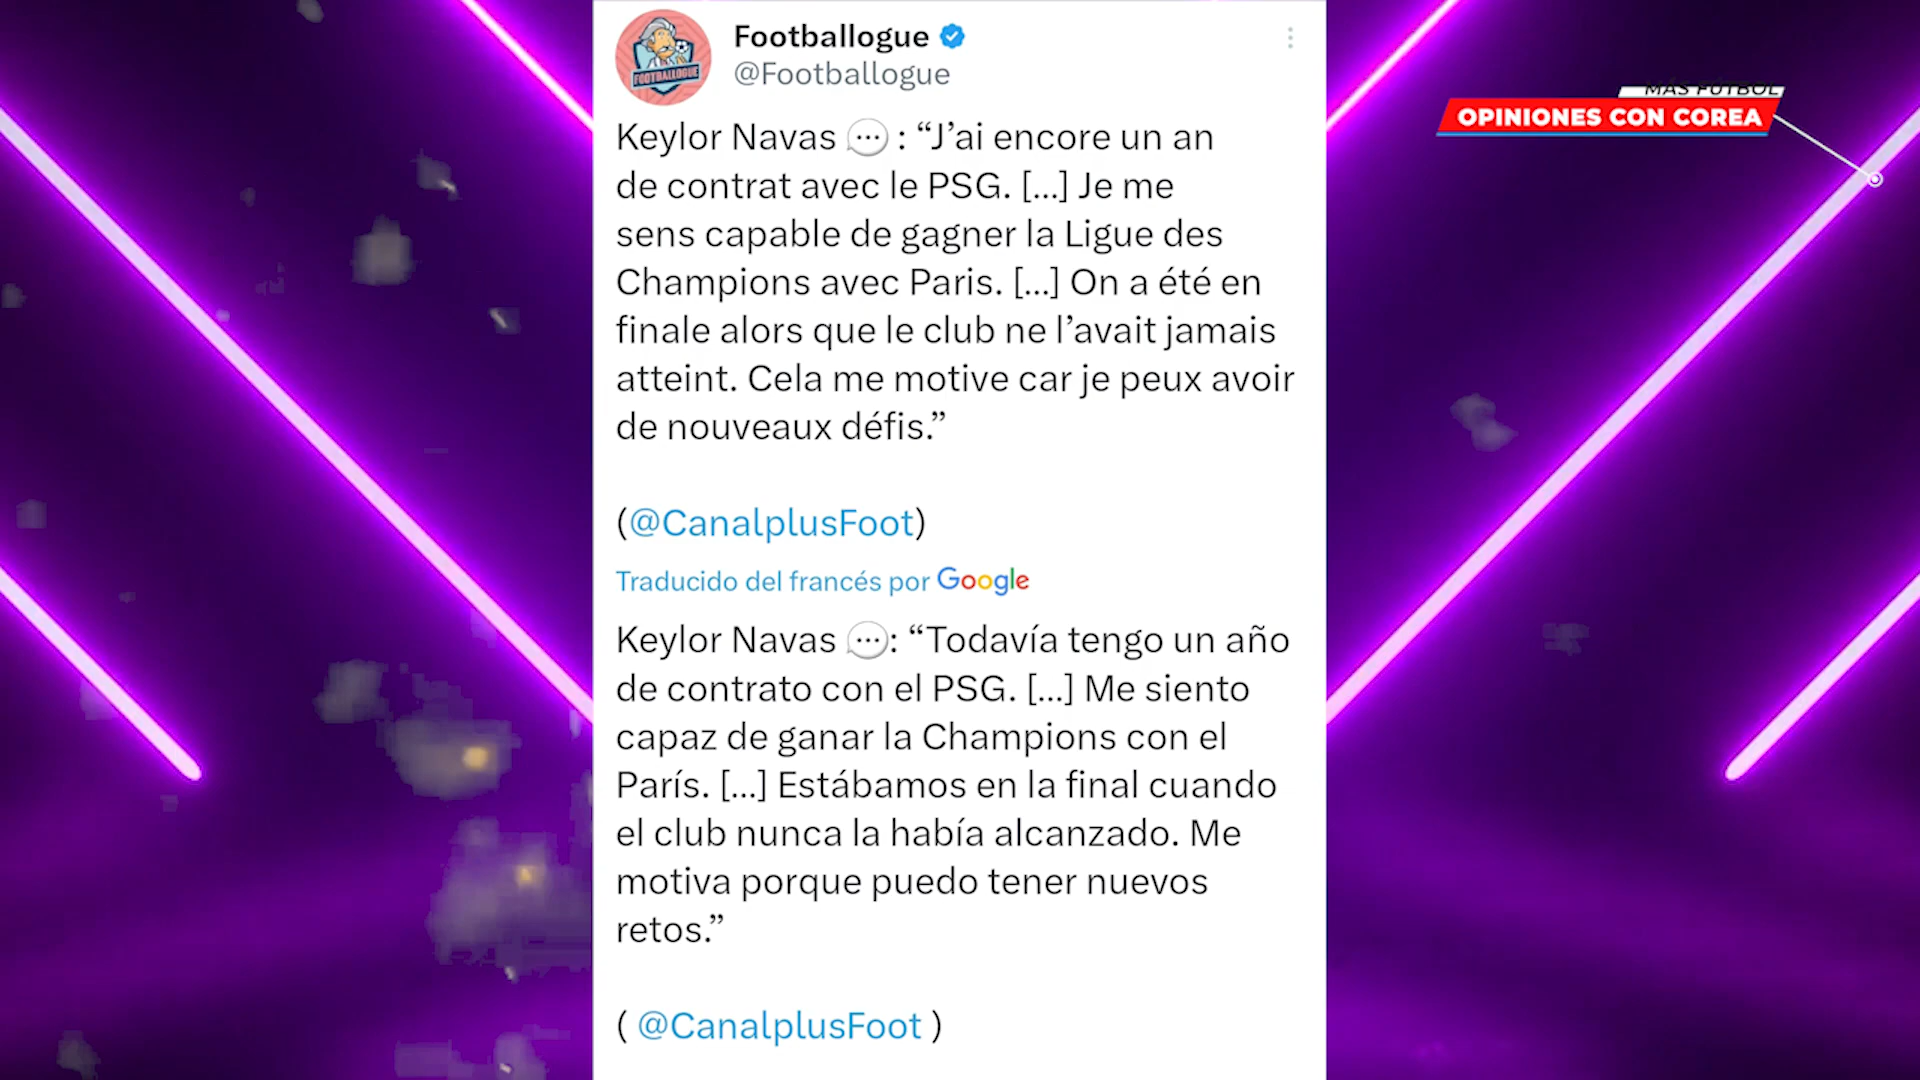 Footballogue
@Footballogue
FOOTBALLOGUE
Keylor Navas 💬 : “J’ai encore un an
de contrat avec le PSG. [...] Je me
sens capable de gagner la Ligue des
Champions avec Paris. [...] On a été en
finale alors que le club ne l’avait jamais
atteint. Cela me motive car je peux avoir
de nouveaux défis.”
(@CanalplusFoot)
Traducido del francés por Google
Keylor Navas 💬: “Todavía tengo un año
de contrato con el PSG. [...] Me siento
capaz de ganar la Champions con el
París. [...] Estábamos en la final cuando
el club nunca la había alcanzado. Me
motiva porque puedo tener nuevos
retos.”
( @CanalplusFoot )
MÁS FÚTBOL
OPINIONES CON COREA